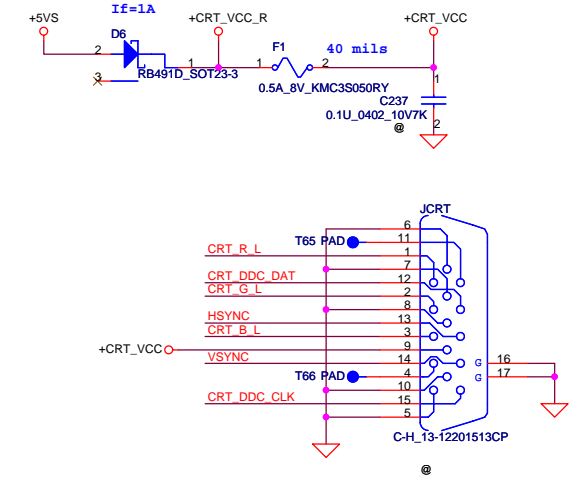 If=1A
+5VS
+CRT_VCC_R
+CRT_VCC
D6
F1
40 mils
2
1
1
2
1
3
RB491D_SOT23-3
0.5A_8V_KMC3S050RY
C237
0.1U_0402_10V7K
2
@
JCRT
6
T65 PAD
11
CRT_R_L
1
7
CRT_DDC_DAT
12
CRT_G_L
2
8
HSYNC
13
CRT_B_L
3
+CRT_VCC
9
VSYNC
14
G
16
T66 PAD
4
G
17
10
CRT_DDC_CLK
15
5
C-H_13-12201513CP
@